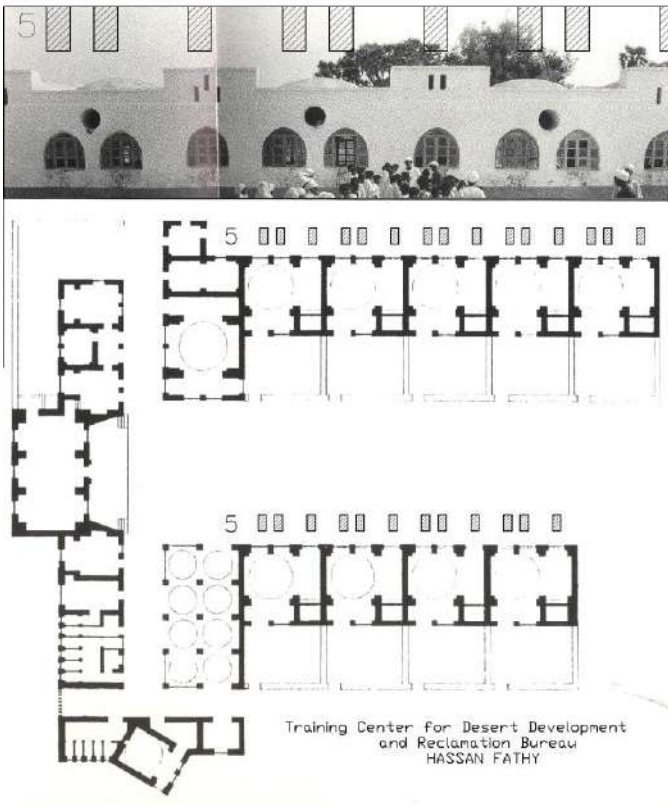 5
5
5
Training Center for Desert Development
and Reclamation Bureau
HASSAN FATHY